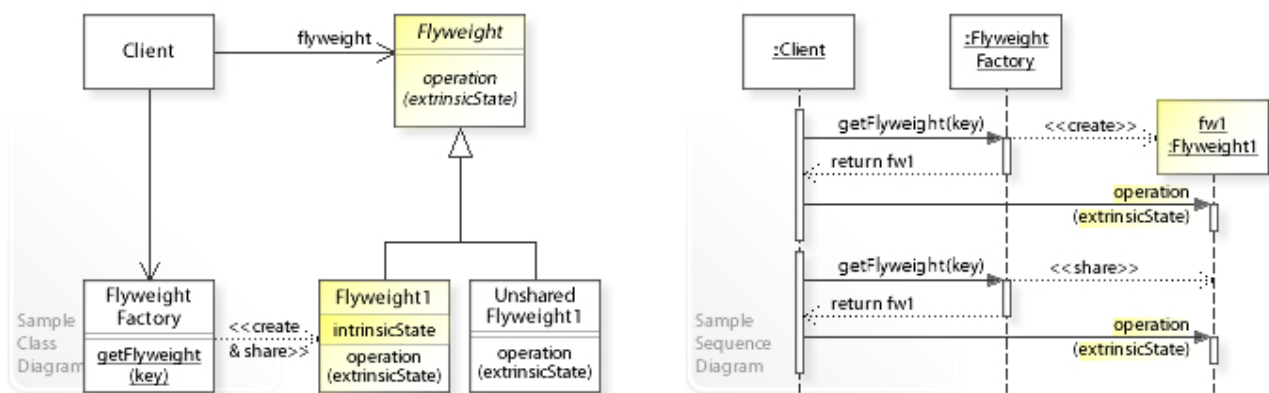 Client
flyweight
Flyweight
operation
(extrinsicState)
Flyweight
Factory
getFlyweight
(key)
<<create
& share>>
Flyweight1
intrinsicState
operation
(extrinsicState)
Unshared
Flyweight1
operation
(extrinsicState)
Sample
Class
Diagram
:Client
:Flyweight
Factory
getFlyweight(key)
<<create>>
fw1
:Flyweight1
return fw1
operation
(extrinsicState)
getFlyweight(key)
<<share>>
return fw1
operation
(extrinsicState)
Sample
Sequence
Diagram